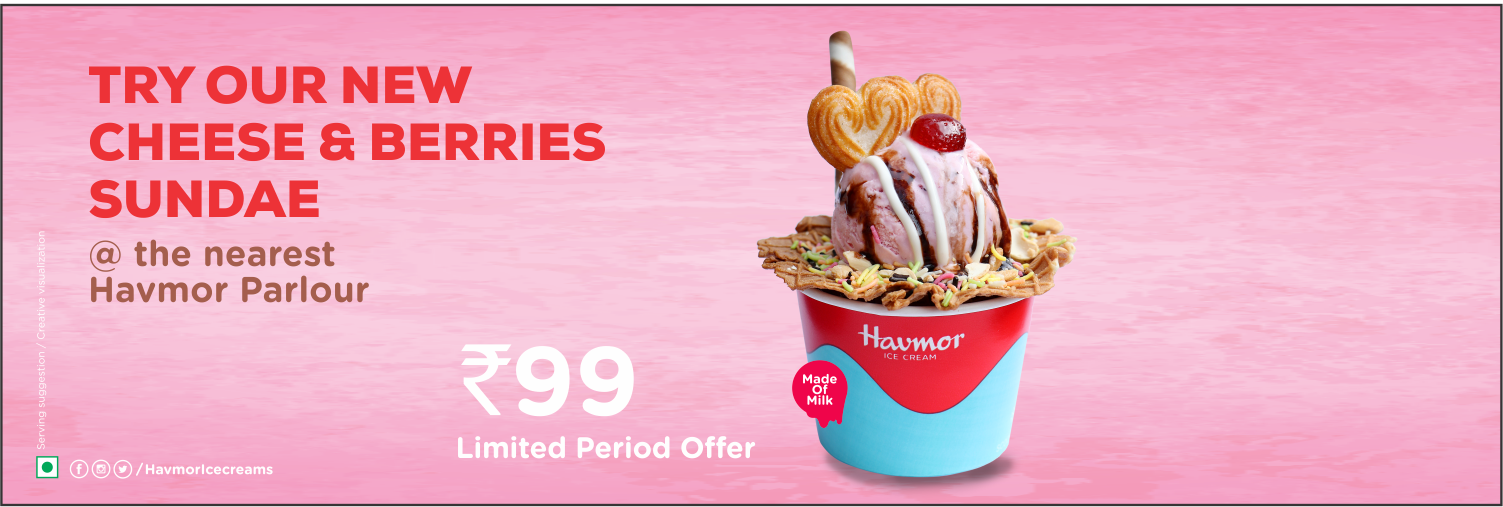 TRY OUR NEW
CHEESE & BERRIES
SUNDAE
@ the nearest
Havmor Parlour
₹99
Limited Period Offer
Serving suggestion / Creative visualization
/HavmorIcecreams
Havmor
ICE CREAM
Made
Of
Milk